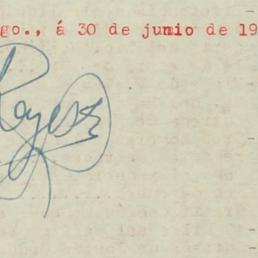 go., á 30 de junio de 19
Reyes